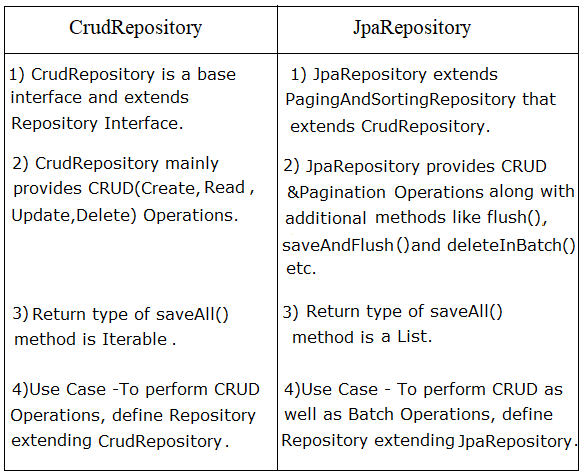 CrudRepository
1) CrudRepository is a base
interface and extends
Repository Interface.
2) CrudRepository mainly
provides CRUD(Create, Read ,
Update,Delete) Operations.
3) Return type of saveAll()
method is Iterable .
4)Use Case -To perform CRUD
Operations, define Repository
extending CrudRepository .
JpaRepository
1) JpaRepository extends
PagingAndSortingRepository that
extends CrudRepository.
2) JpaRepository provides CRUD
&Pagination Operations along with
additional methods like flush(),
saveAndFlush()and deleteInBatch()
etc.
3) Return type of saveAll()
method is a List.
4)Use Case - To perform CRUD as
well as Batch Operations, define
Repository extending JpaRepository.